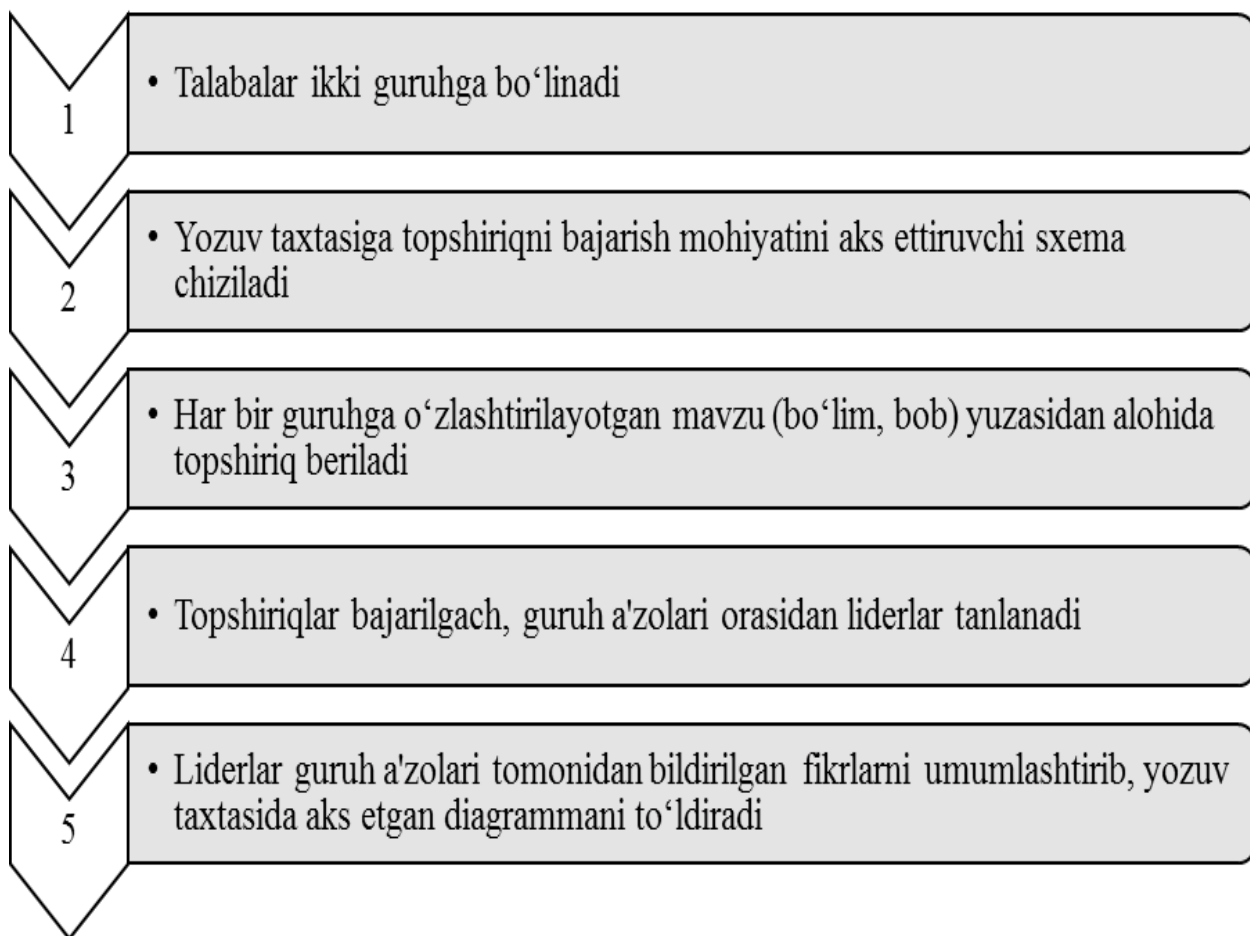 1
• Talabalar ikki guruhga bo‘linadi
2
• Yozuv taxtasiga topshiriqni bajarish mohiyatini aks ettiruvchi sxema
chiziladi
3
• Har bir guruhga o‘zlashtirilayotgan mavzu (bo‘lim, bob) yuzasidan alohida
topshiriq beriladi
4
• Topshiriqlar bajarilgach, guruh a'zolari orasidan liderlar tanlanadi
5
• Liderlar guruh a'zolari tomonidan bildirilgan fikrlarni umumlashtirib, yozuv
taxtasida aks etgan diagrammani to‘ldiradi